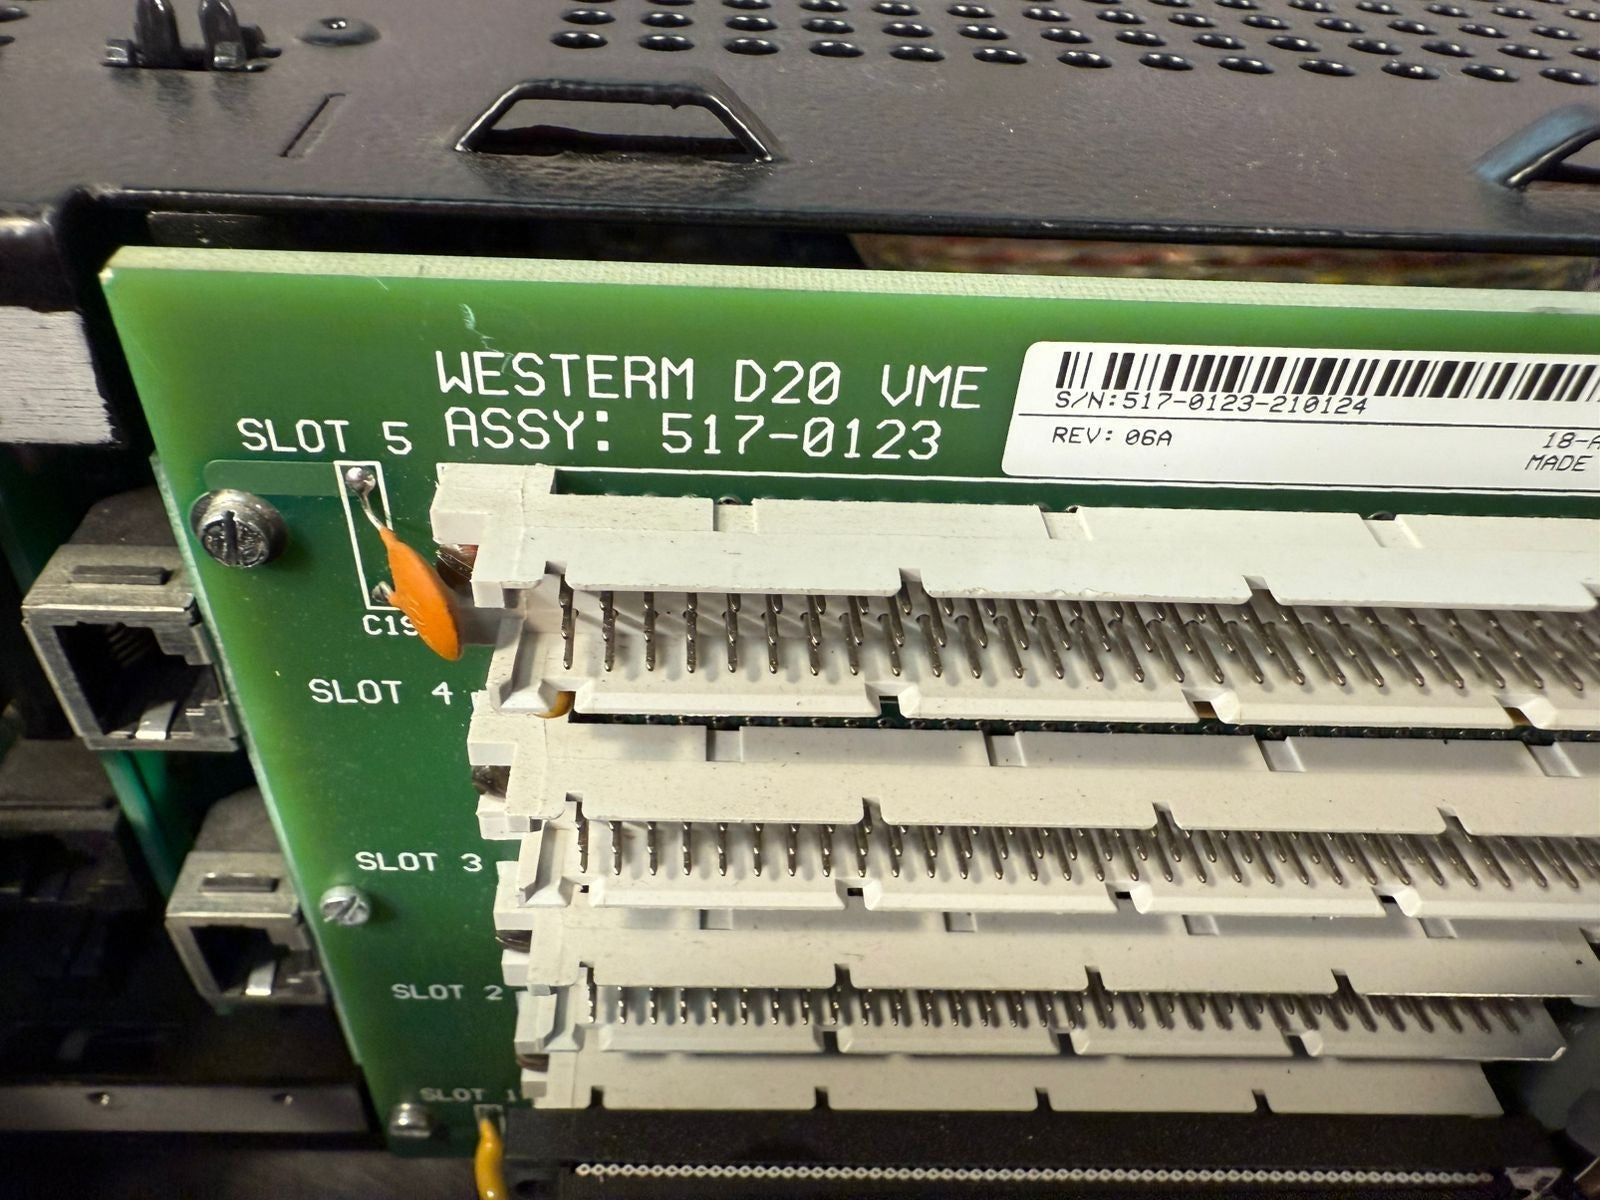 WESTERM D20 VME
SLOT 5
ASSY: 517-0123
S/N:517-0123-210124
REV: 06A
MADE
SLOT 4
SLOT 3
SLOT 2
SLOT 1